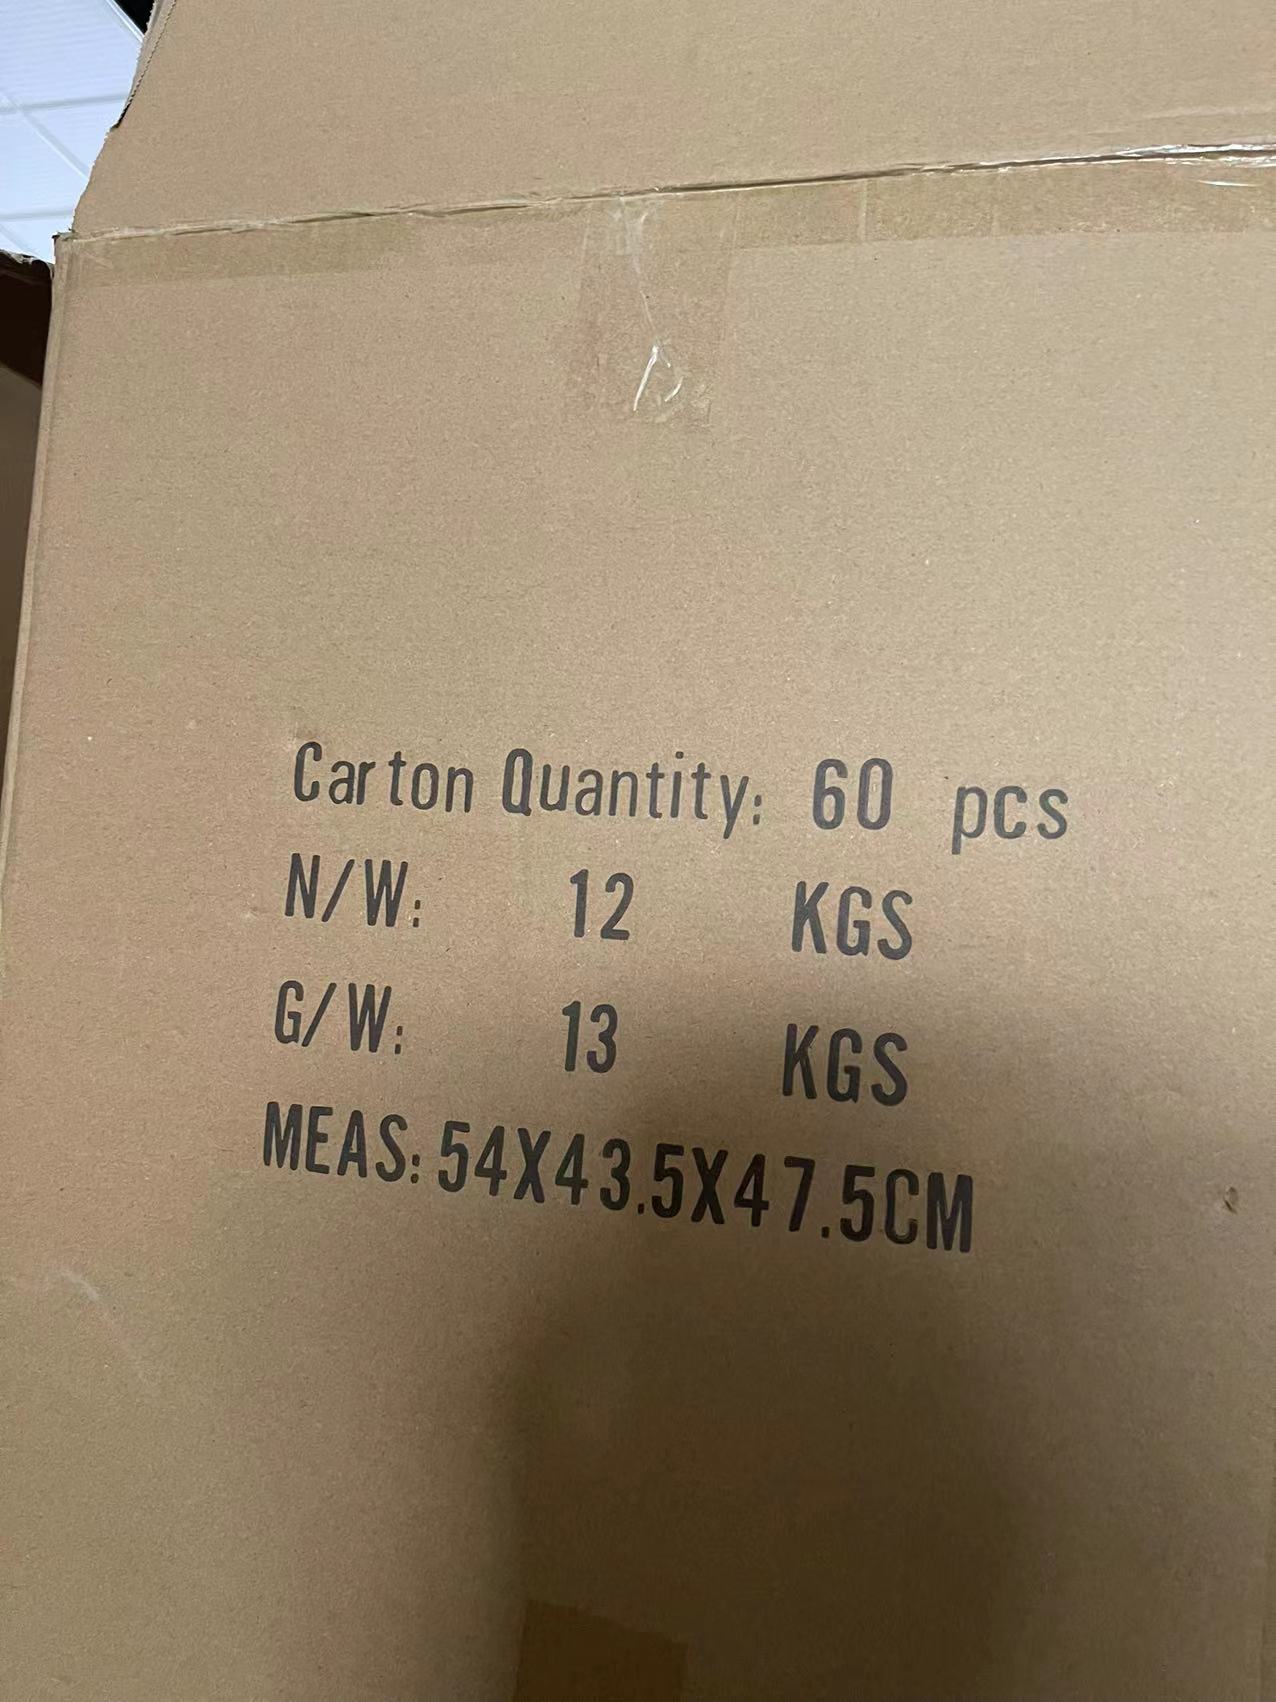 Carton Quantity: 60 pcs
N/W: 12 KGS
G/W: 13 KGS
MEAS: 54X43.5X47.5CM